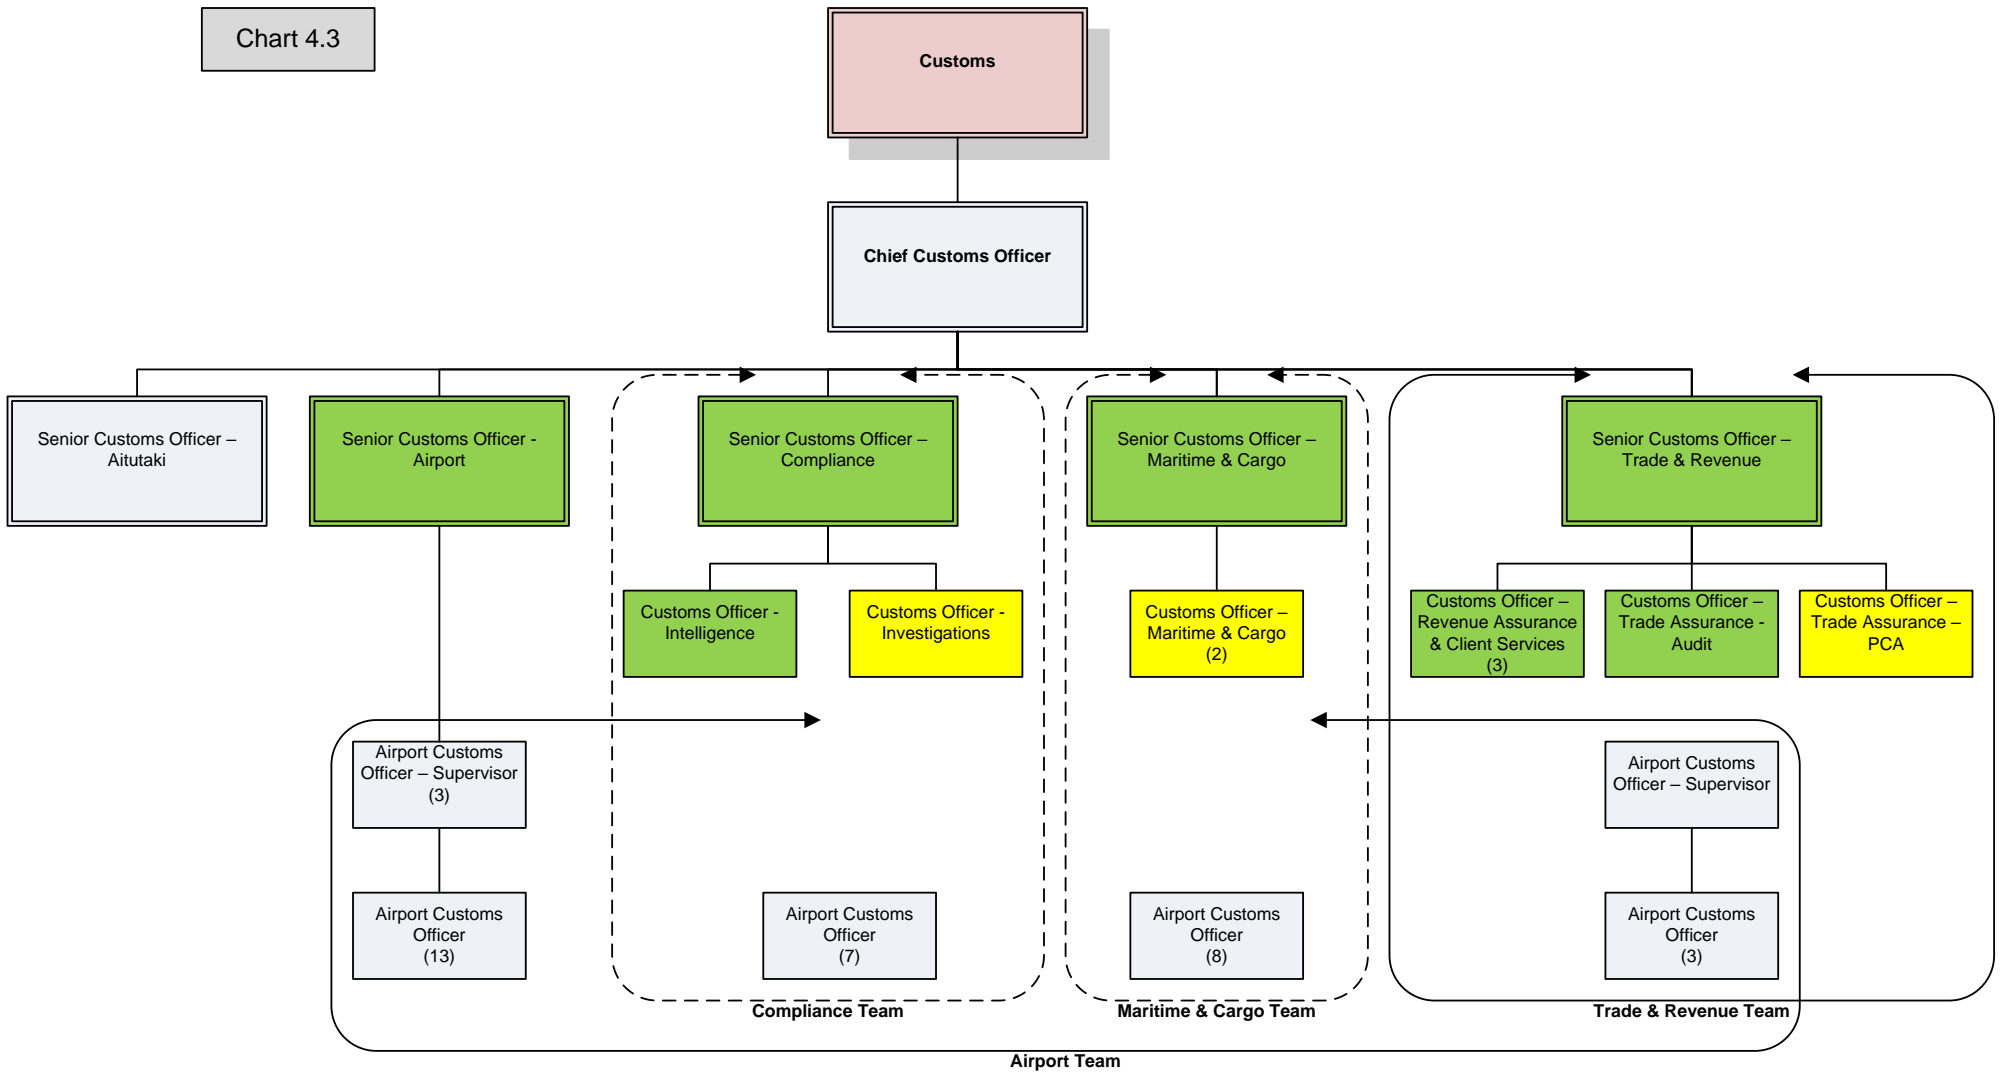 Chart 4.3
Customs
Chief Customs Officer
Senior Customs Officer –
Aitutaki
Senior Customs Officer -
Airport
Senior Customs Officer –
Compliance
Senior Customs Officer –
Maritime & Cargo
Senior Customs Officer –
Trade & Revenue
Customs Officer -
Intelligence
Customs Officer -
Investigations
Customs Officer –
Maritime & Cargo
(2)
Customs Officer –
Revenue Assurance
& Client Services
(3)
Customs Officer –
Trade Assurance -
Audit
Customs Officer –
Trade Assurance –
PCA
Airport Customs
Officer – Supervisor
(3)
Airport Customs
Officer – Supervisor
Airport Customs
Officer
(13)
Airport Customs
Officer
(7)
Airport Customs
Officer
(8)
Airport Customs
Officer
(3)
Compliance Team
Maritime & Cargo Team
Trade & Revenue Team
Airport Team